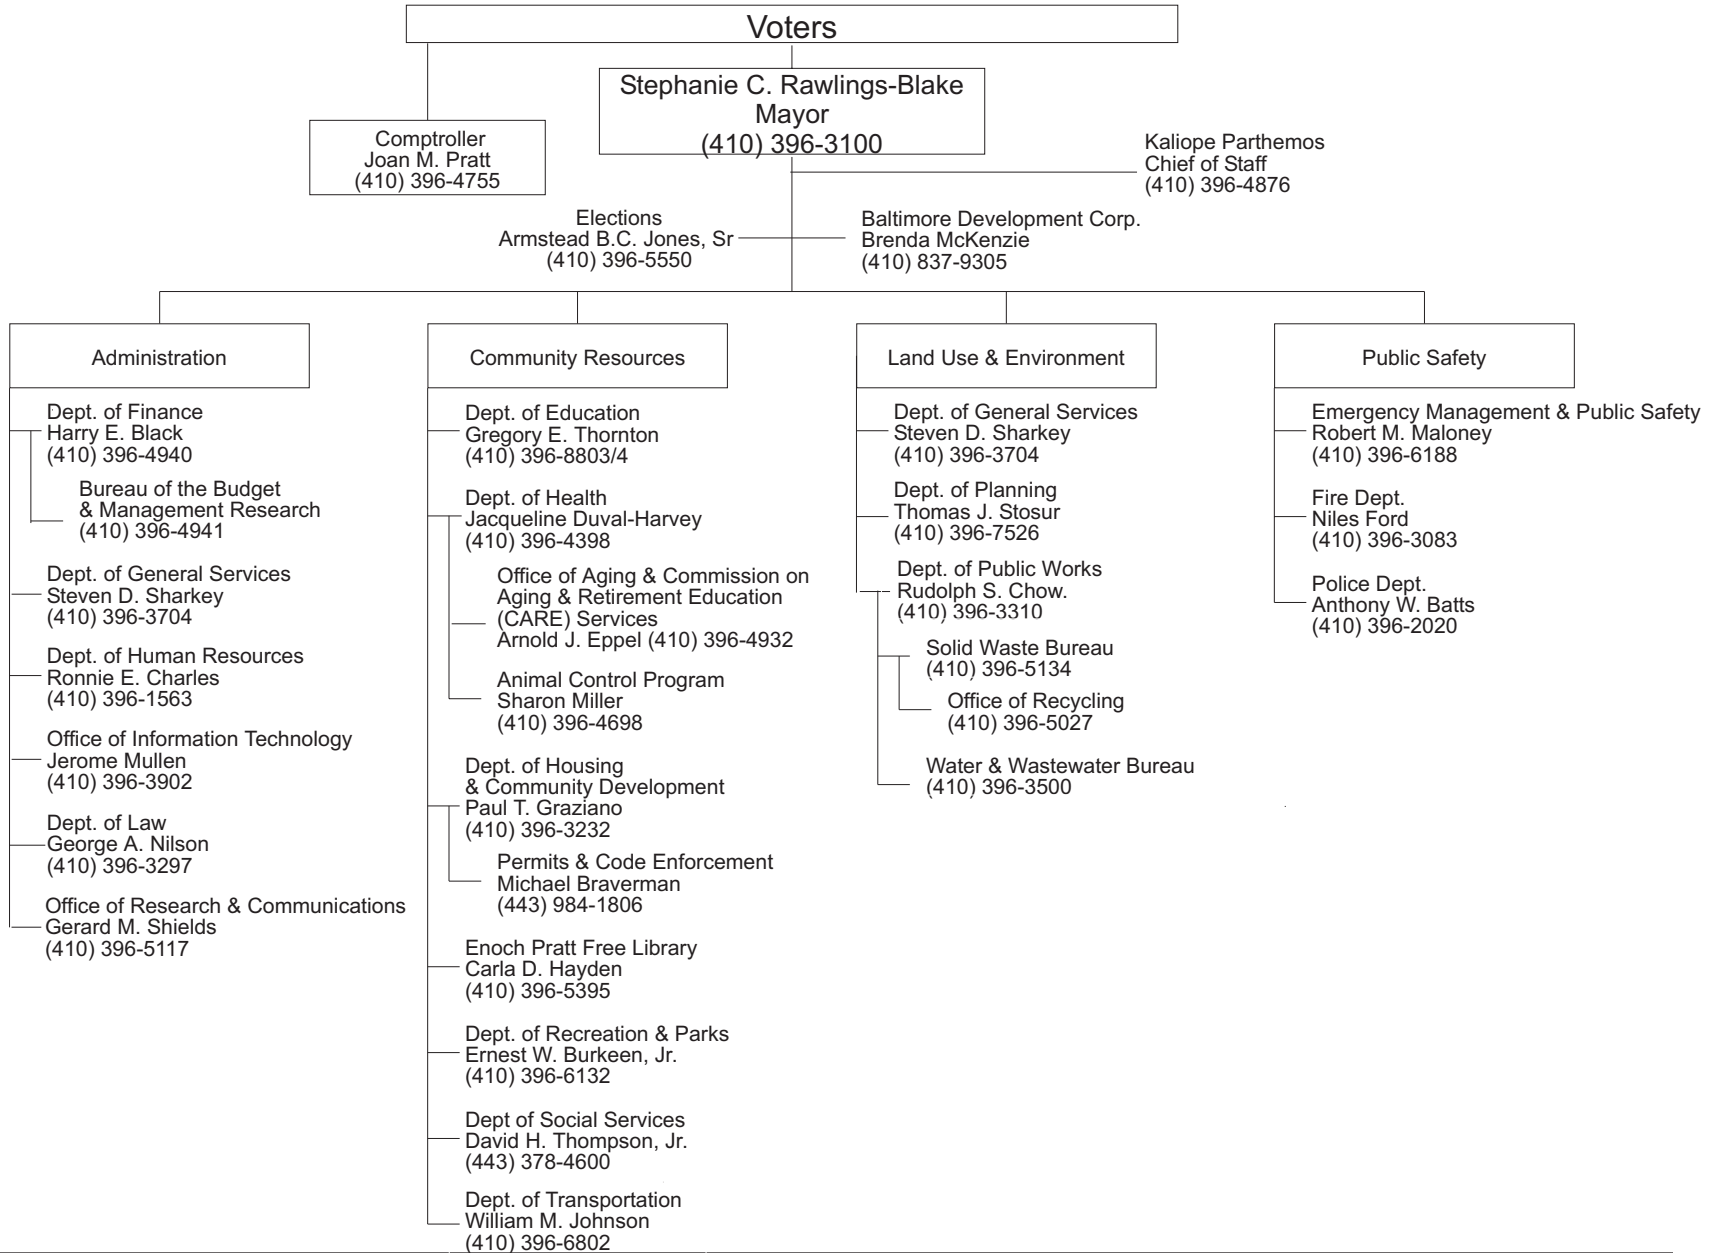 Voters
Stephanie C. Rawlings-Blake
Mayor
(410) 396-3100
Comptroller
Joan M. Pratt
(410) 396-4755
Kaliope Parthemos
Chief of Staff
(410) 396-4876
Elections
Armstead B.C. Jones, Sr
(410) 396-5550
Baltimore Development Corp.
Brenda McKenzie
(410) 837-9305
Administration
Dept. of Finance
Harry E. Black
(410) 396-4940
Bureau of the Budget
& Management Research
(410) 396-4941
Dept. of General Services
Steven D. Sharkey
(410) 396-3704
Dept. of Human Resources
Ronnie E. Charles
(410) 396-1563
Office of Information Technology
Jerome Mullen
(410) 396-3902
Dept. of Law
George A. Nilson
(410) 396-3297
Office of Research & Communications
Gerard M. Shields
(410) 396-5117
Community Resources
Dept. of Education
Gregory E. Thornton
(410) 396-8803/4
Dept. of Health
Jacqueline Duval-Harvey
(410) 396-4398
Office of Aging & Commission on
Aging & Retirement Education
(CARE) Services
Arnold J. Eppel (410) 396-4932
Animal Control Program
Sharon Miller
(410) 396-4698
Dept. of Housing
& Community Development
Paul T. Graziano
(410) 396-3232
Permits & Code Enforcement
Michael Braverman
(443) 984-1806
Enoch Pratt Free Library
Carla D. Hayden
(410) 396-5395
Dept. of Recreation & Parks
Ernest W. Burkeen, Jr.
(410) 396-6132
Dept of Social Services
David H. Thompson, Jr.
(443) 378-4600
Dept. of Transportation
William M. Johnson
(410) 396-6802
Land Use & Environment
Dept. of General Services
Steven D. Sharkey
(410) 396-3704
Dept. of Planning
Thomas J. Stosur
(410) 396-7526
Dept. of Public Works
Rudolph S. Chow.
(410) 396-3310
Solid Waste Bureau
(410) 396-5134
Office of Recycling
(410) 396-5027
Water & Wastewater Bureau
(410) 396-3500
Public Safety
Emergency Management & Public Safety
Robert M. Maloney
(410) 396-6188
Fire Dept.
Niles Ford
(410) 396-3083
Police Dept.
Anthony W. Batts
(410) 396-2020